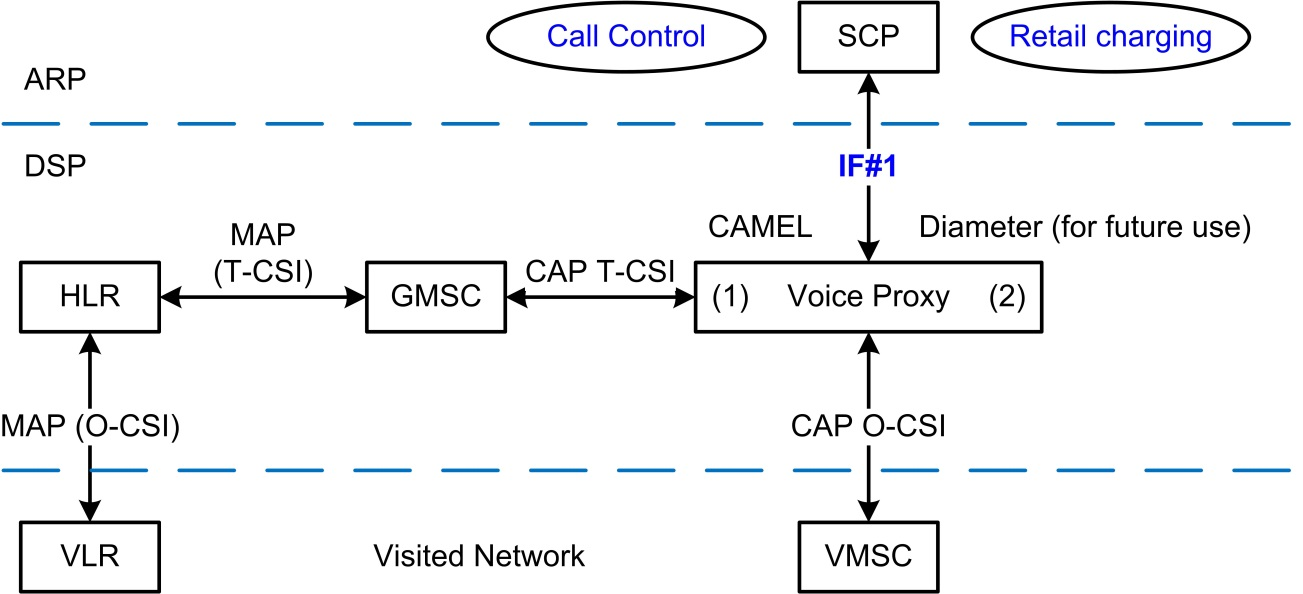 Call Control
SCP
Retail charging
ARP
DSP
IF#1
MAP
(T-CSI)
CAMEL
Diameter (for future use)
CAP T-CSI
HLR
GMSC
(1) Voice Proxy (2)
MAP (O-CSI)
CAP O-CSI
VLR
Visited Network
VMSC